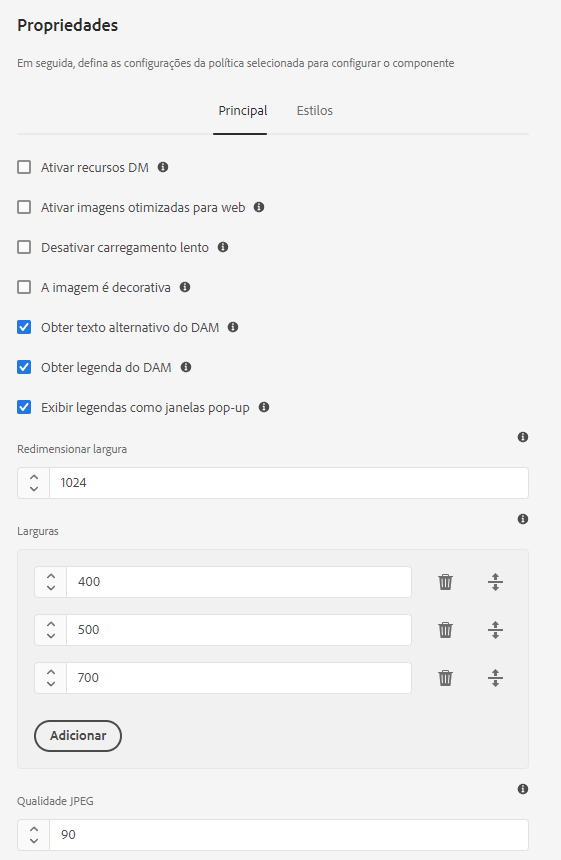 Propriedades
Em seguida, defina as configurações da política selecionada para configurar o componente
Principal Estilos
Ativar recursos DM
Ativar imagens otimizadas para web
Desativar carregamento lento
A imagem é decorativa
Obter texto alternativo do DAM
Obter legenda do DAM
Exibir legendas como janelas pop-up
Redimensionar largura
1024
Larguras
400
500
700
Adicionar
Qualidade JPEG
90